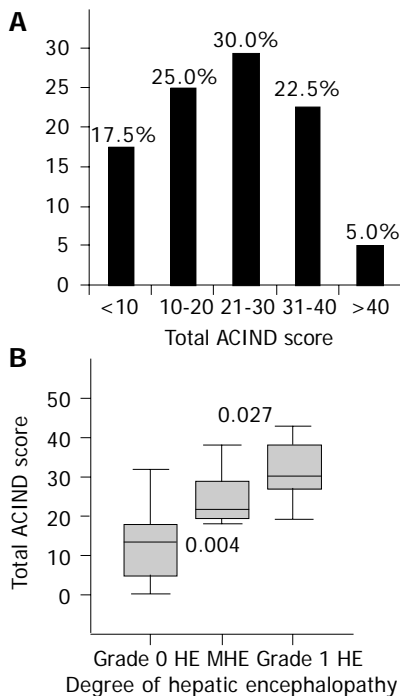 A
30
25
20
15
10
5
0
17.5%
25.0%
30.0%
22.5%
5.0%
<10 10-20 21-30 31-40 >40
Total ACIND score
B
Total ACIND score
50
40
30
20
10
0
0.027
0.004
Grade 0 HE MHE Grade 1 HE
Degree of hepatic encephalopathy